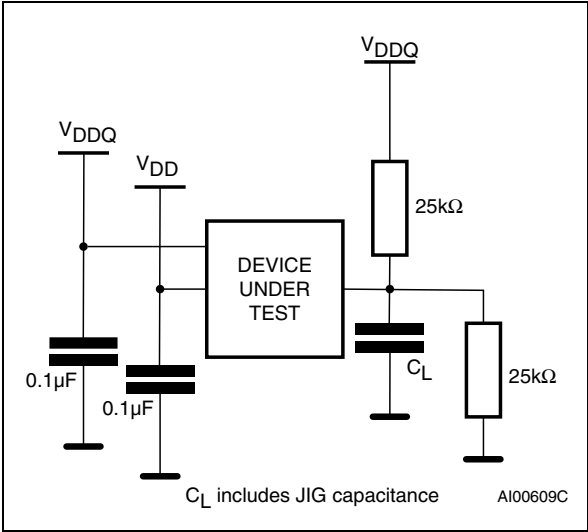 VDDQ
VDDQ
VDD
25kΩ
DEVICE
UNDER
TEST
0.1µF
0.1µF
CL
25kΩ
CL includes JIG capacitance
AI00609C